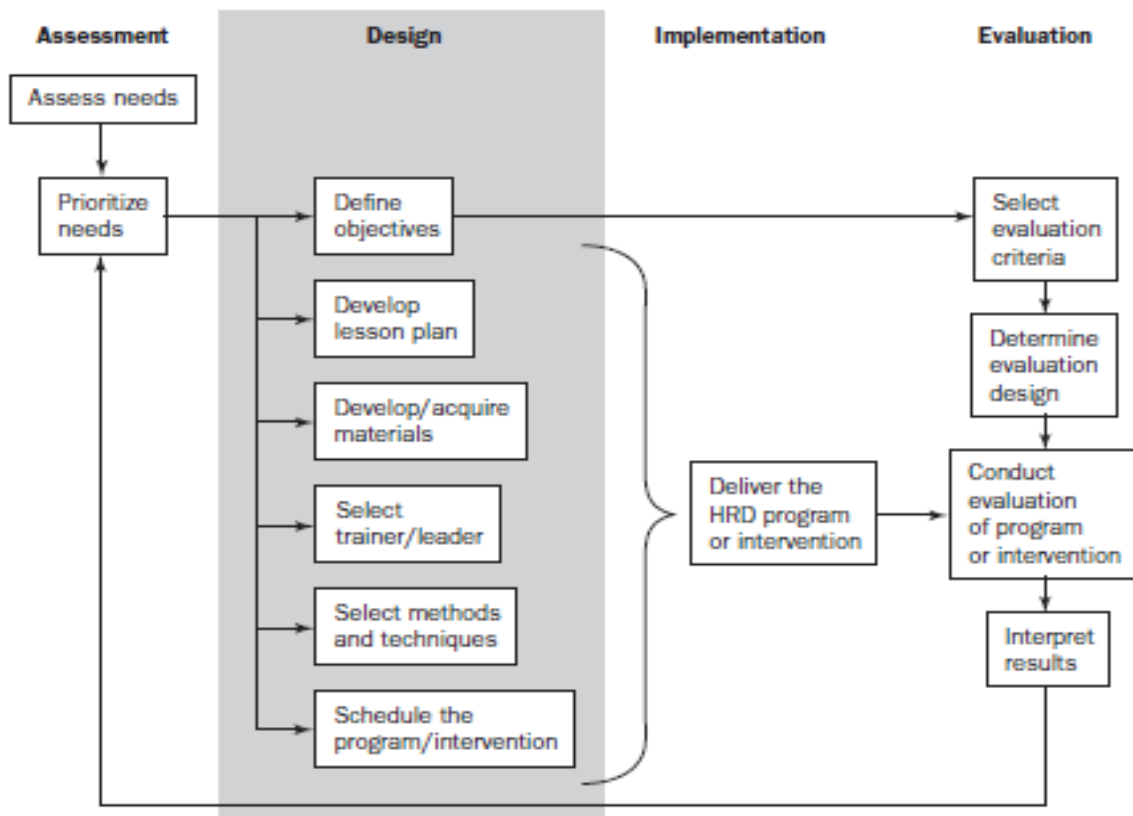 Assessment
Design
Implementation
Evaluation
Assess needs
Prioritize
needs
Define
objectives
Develop
lesson plan
Develop/acquire
materials
Select
trainer/leader
Select methods
and techniques
Schedule the
program/intervention
Deliver the
HRD program
or intervention
Select
evaluation
criteria
Determine
evaluation
design
Conduct
evaluation
of program
or intervention
Interpret
results